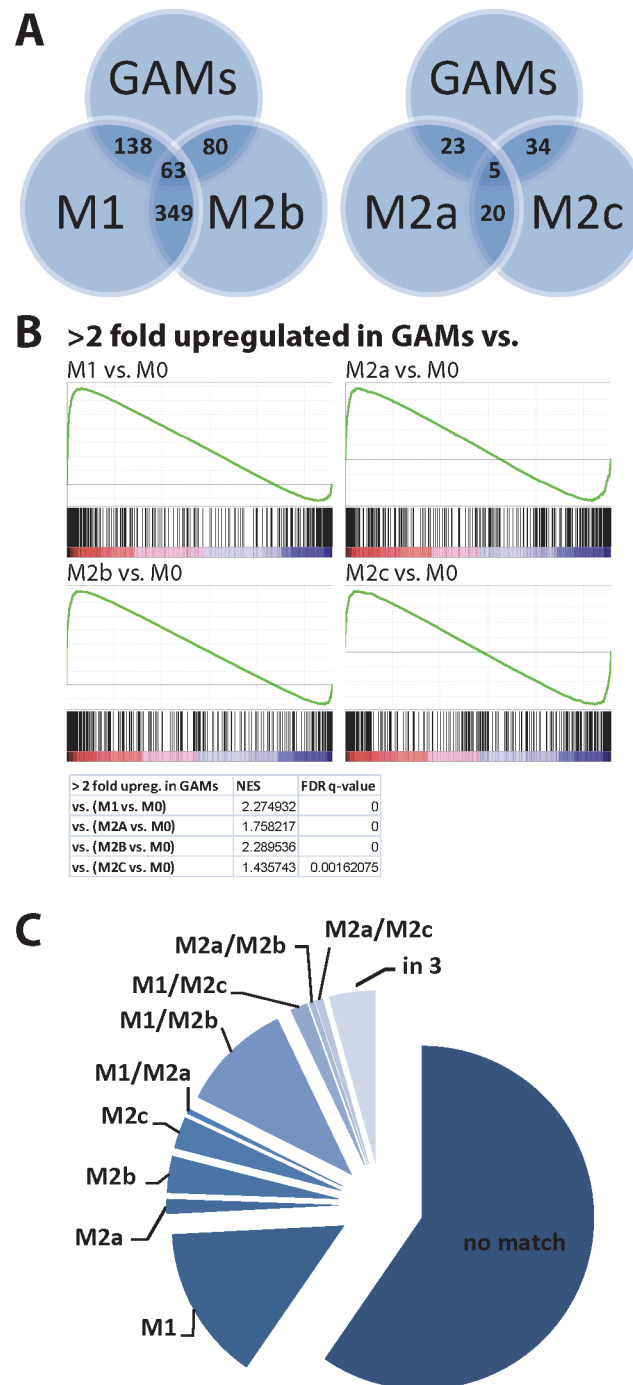 A
GAMs GAMs
138 80 23 34
63 5
M1 349 M2b M2a 20 M2c
B >2 fold upregulated in GAMs vs.
M1 vs. M0 M2a vs. M0
M2b vs. M0 M2c vs. M0
> 2 fold upreg. in GAMs NES FDR q-value
vs. (M1 vs. M0) 2.274932 0
vs. (M2A vs. M0) 1.758217 0
vs. (M2B vs. M0) 2.289536 0
vs. (M2C vs. M0) 1.435743 0.00162075
C
M2a/M2c
M2a/M2b
in 3
M1/M2c
M1/M2b
M1/M2a
M2c
M2b
M2a
no match
M1